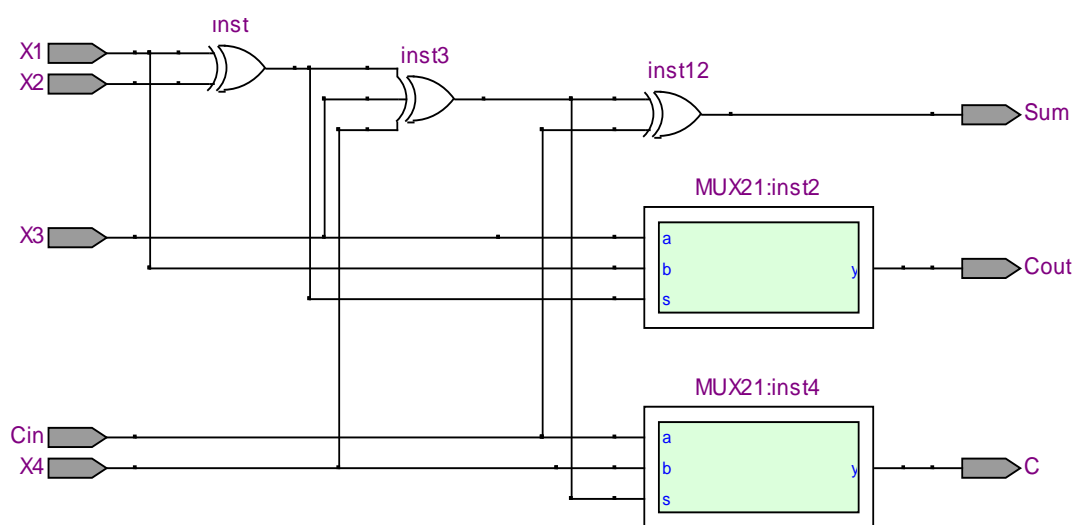 inst
X1
inst3
X2
inst12
Sum
MUX21:inst2
X3
a
b
y
Cout
s
MUX21:inst4
Cin
a
X4
b
y
C
s